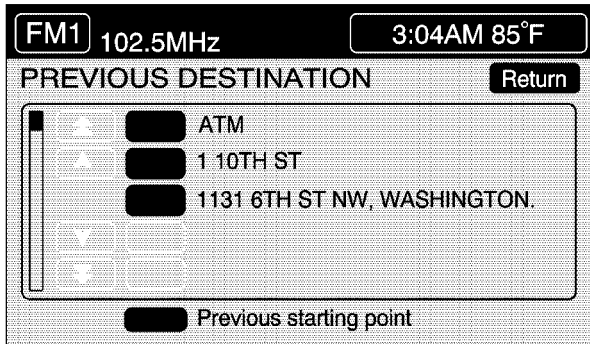 FM1 102.5MHz 3:04AM 85°F
PREVIOUS DESTINATION Return
ATM
1 10TH ST
1131 6TH ST NW, WASHINGTON.
Previous starting point